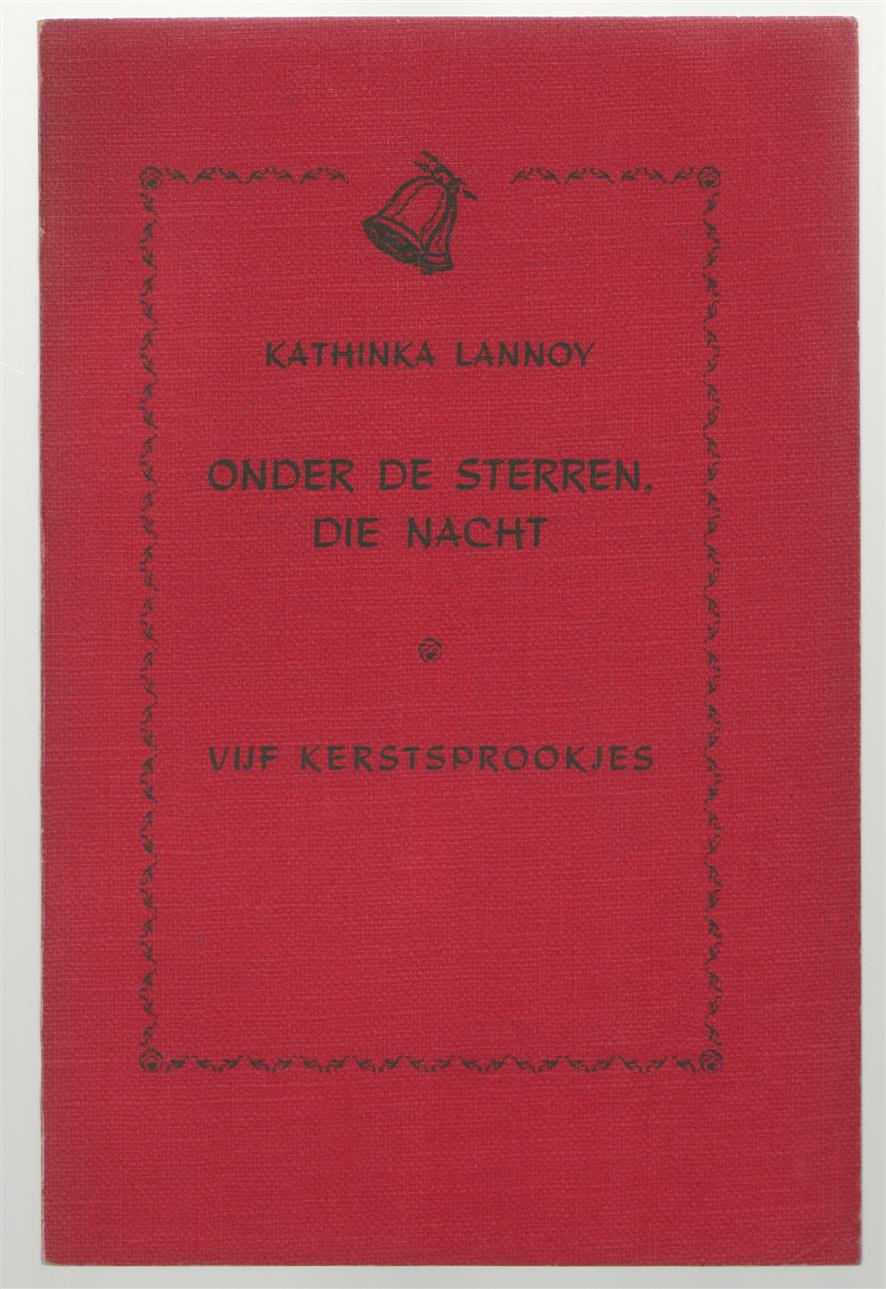 KATHINKA LANNOY
ONDER DE STERREN,
DIE NACHT
VIJF KERSTSPROOKJES